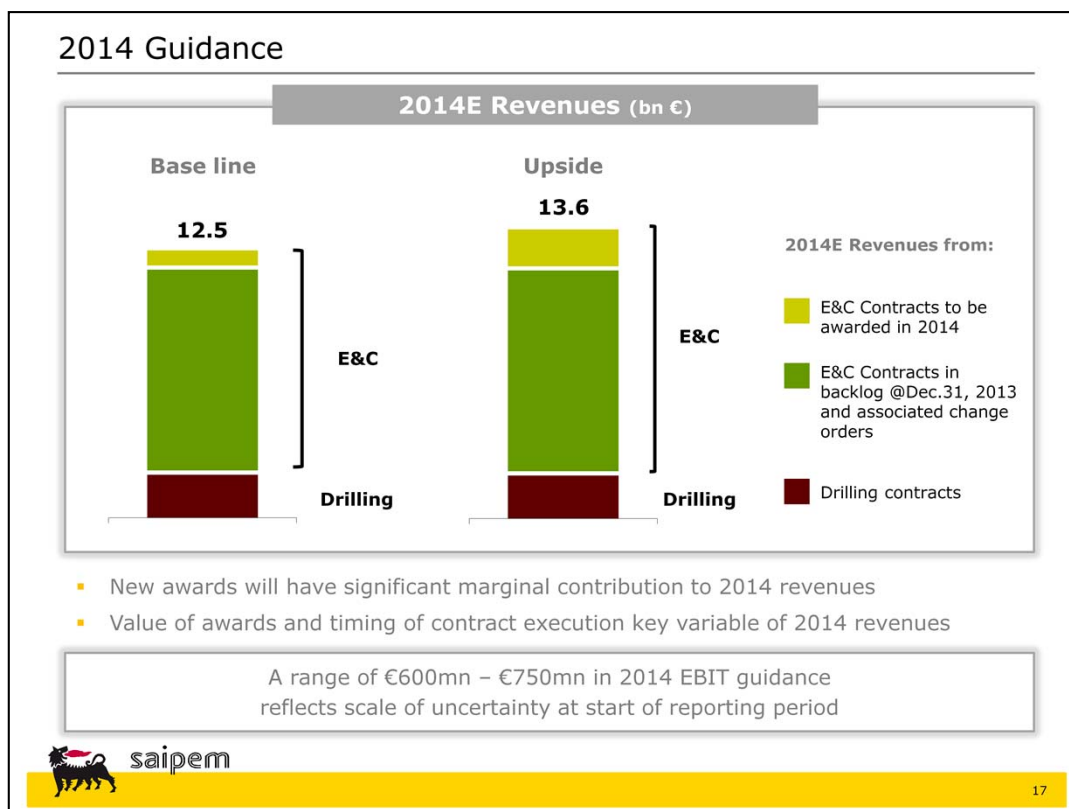 2014 Guidance
2014E Revenues (bn €)
Base line
Upside
12.5
13.6
E&C
E&C
Drilling
Drilling
2014E Revenues from:
E&C Contracts to be
awarded in 2014
E&C Contracts in
backlog @Dec.31, 2013
and associated change
orders
Drilling contracts
New awards will have significant marginal contribution to 2014 revenues
Value of awards and timing of contract execution key variable of 2014 revenues
A range of €600mn – €750mn in 2014 EBIT guidance
reflects scale of uncertainty at start of reporting period
saipem
17